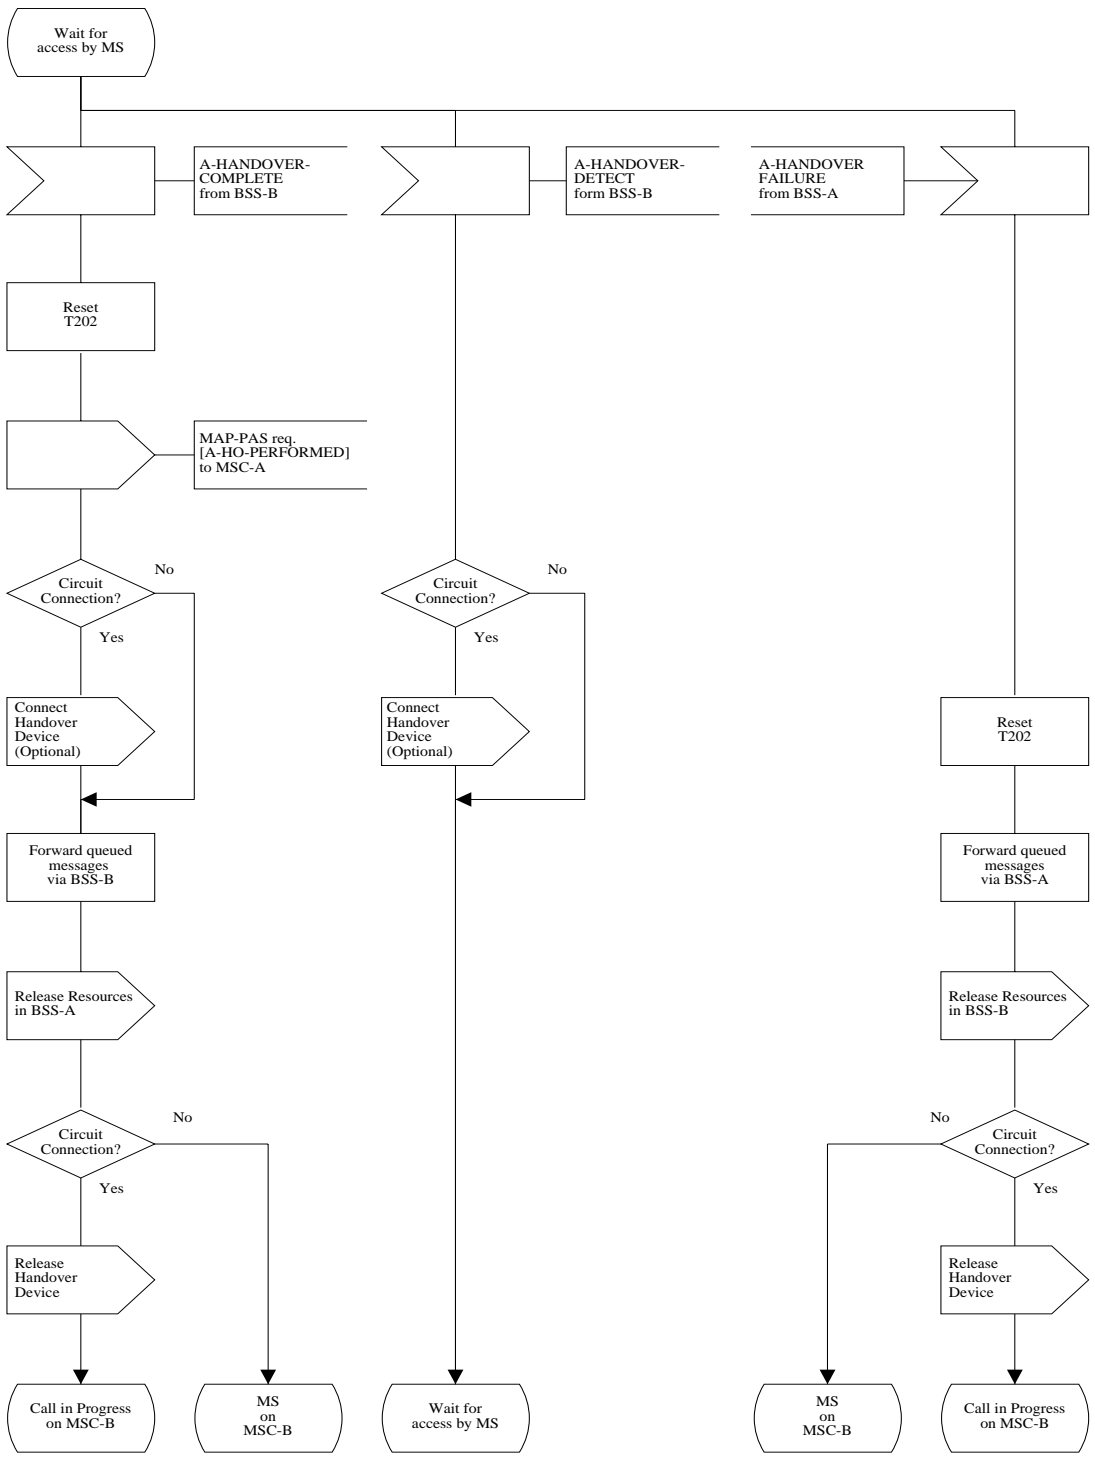 Wait for
access by MS
A-HANDOVER-
COMPLETE
from BSS-B
A-HANDOVER-
DETECT
form BSS-B
A-HANDOVER
FAILURE
from BSS-A
Reset
T202
MAP-PAS req.
[A-HO-PERFORMED]
to MSC-A
Circuit
Connection?
No
Yes
Circuit
Connection?
No
Yes
Connect
Handover
Device
(Optional)
Connect
Handover
Device
(Optional)
Reset
T202
Forward queued
messages
via BSS-B
Forward queued
messages
via BSS-A
Release Resources
in BSS-A
Release Resources
in BSS-B
Circuit
Connection?
No
Yes
No
Circuit
Connection?
Yes
Release
Handover
Device
Release
Handover
Device
Call in Progress
on MSC-B
MS
on
MSC-B
Wait for
access by MS
MS
on
MSC-B
Call in Progress
on MSC-B